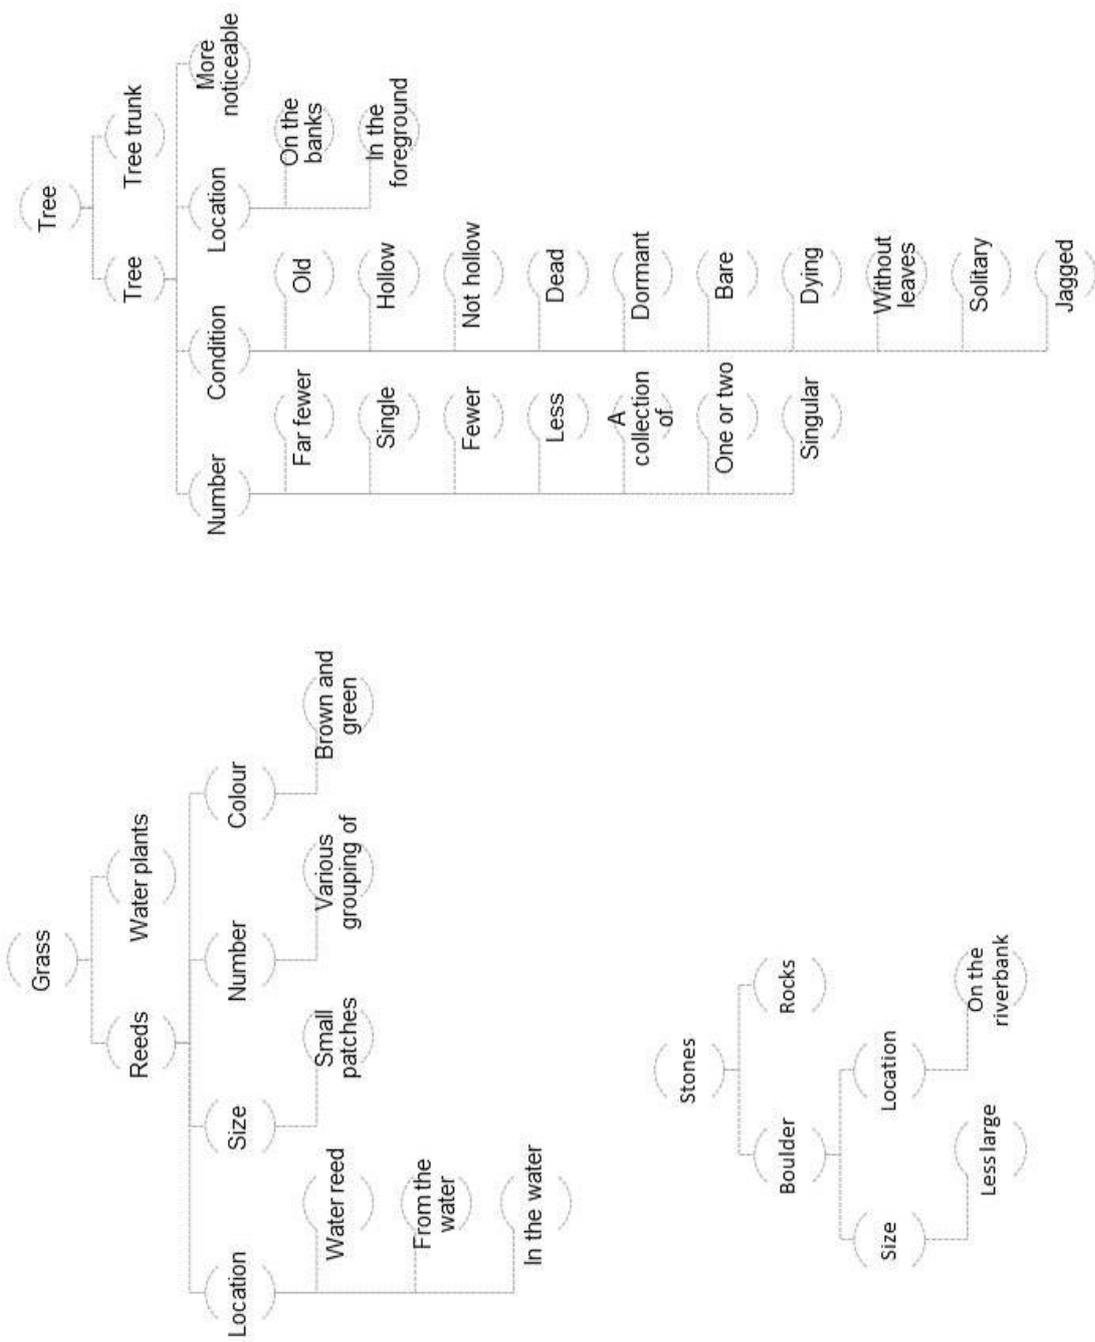 Grass
Reeds
Water plants
Location
Size
Number
Colour
Water reed
Small
patches
Various
grouping of
Brown and
green
From the
water
In the water
Tree
Tree
Tree trunk
Number
Condition
Location
More
noticeable
Far fewer
Old
On the
banks
Single
Hollow
In the
foreground
Fewer
Not hollow
Less
Dead
A
collection
of
Dormant
One or two
Bare
Singular
Dying
Without
leaves
Solitary
Jagged
Stones
Boulder
Rocks
Size
Location
Less large
On the
riverbank